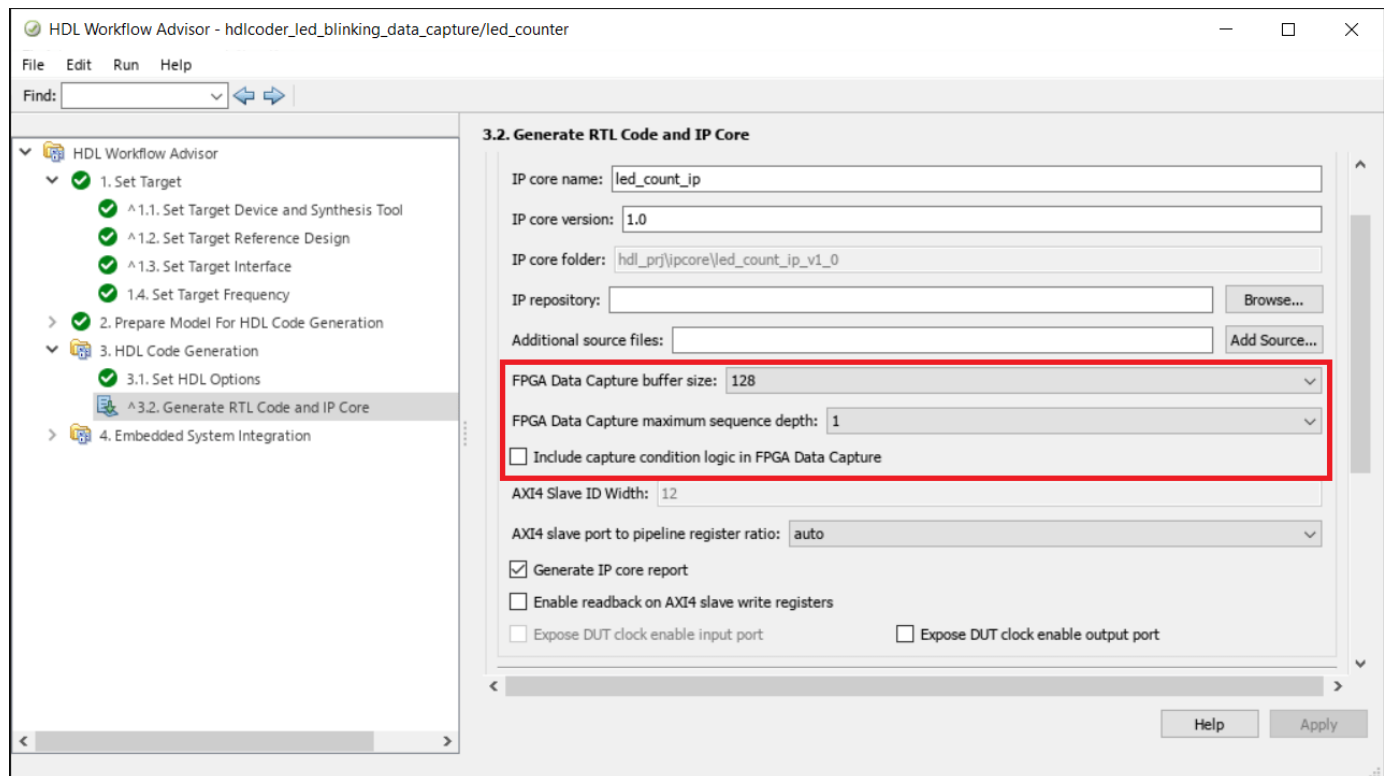 HDL Workflow Advisor - hdlcoder_led_blinking_data_capture/led_counter
File Edit Run Help
Find:
HDL Workflow Advisor
1. Set Target
^1.1. Set Target Device and Synthesis Tool
^1.2. Set Target Reference Design
^1.3. Set Target Interface
1.4. Set Target Frequency
2. Prepare Model For HDL Code Generation
3. HDL Code Generation
3.1. Set HDL Options
^3.2. Generate RTL Code and IP Core
4. Embedded System Integration
3.2. Generate RTL Code and IP Core
IP core name: led_count_ip
IP core version: 1.0
IP core folder: hdl_prj\ipcore\led_count_ip_v1_0
IP repository: Browse...
Additional source files: Add Source...
FPGA Data Capture buffer size: 128
FPGA Data Capture maximum sequence depth: 1
Include capture condition logic in FPGA Data Capture
AXI4 Slave ID Width: 12
AXI4 slave port to pipeline register ratio: auto
Generate IP core report
Enable readback on AXI4 slave write registers
Expose DUT clock enable input port Expose DUT clock enable output port
Help Apply